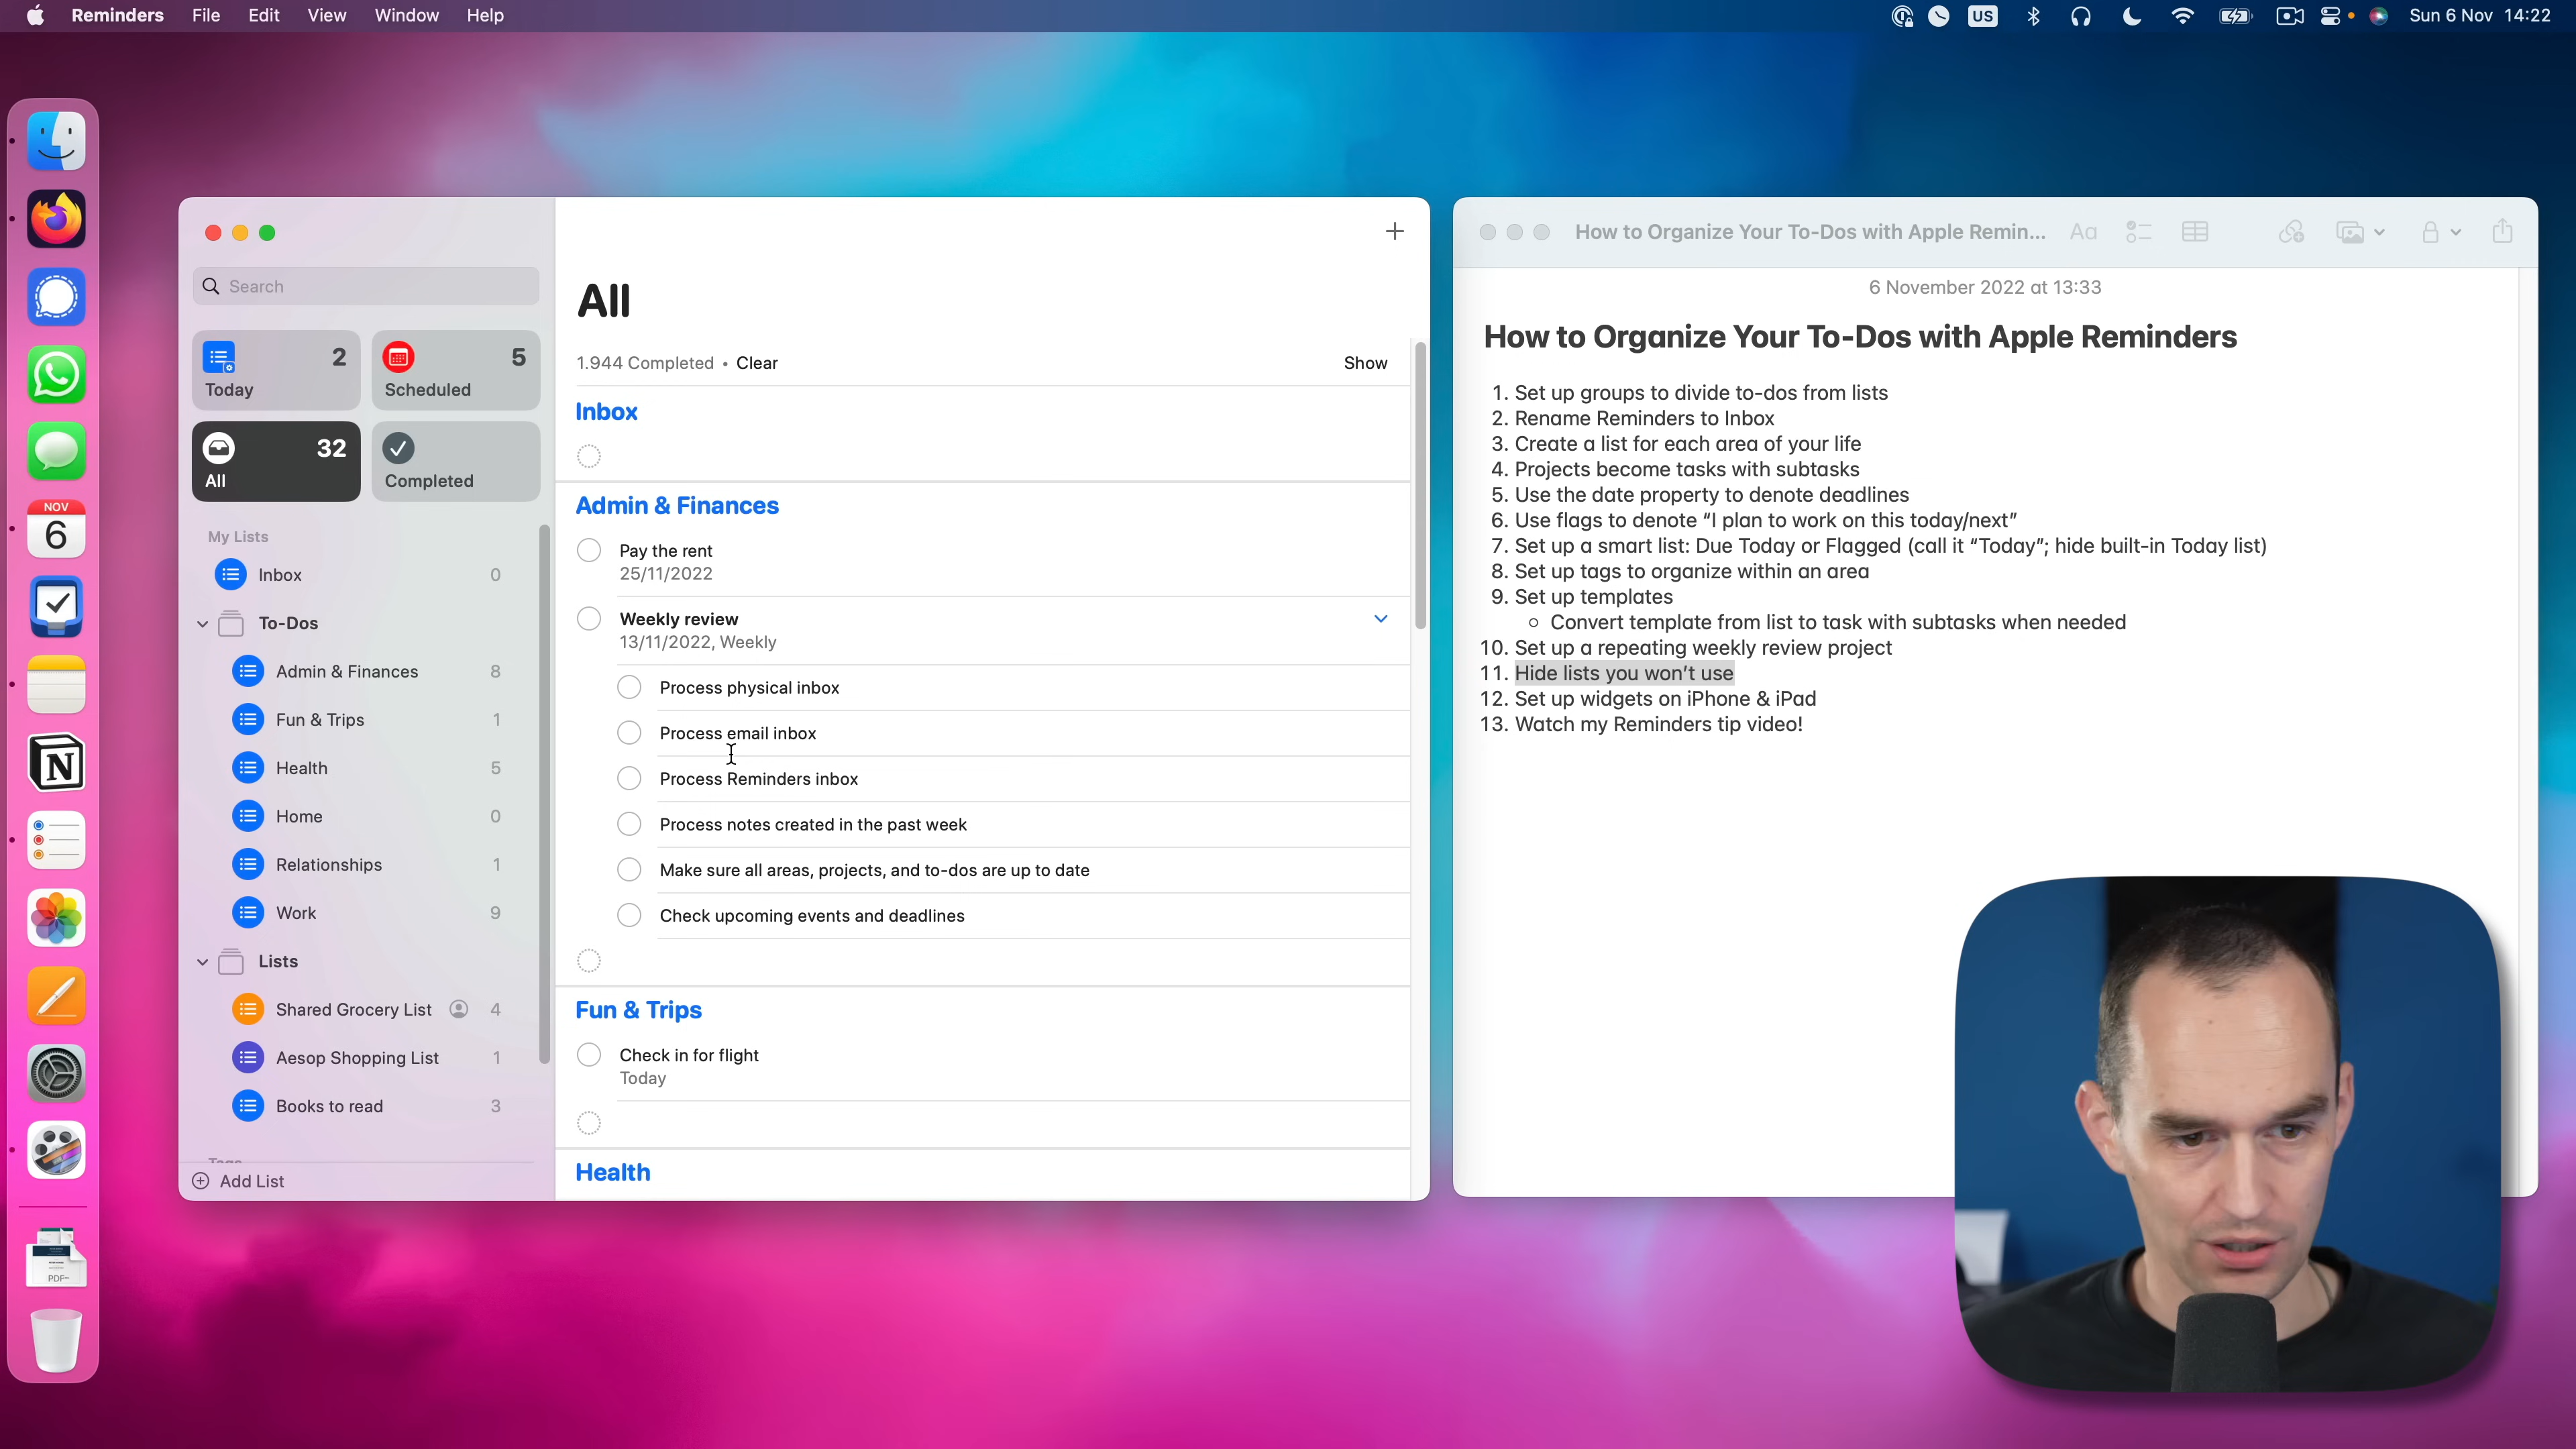 Reminders File Edit View Window Help
US Sun 6 Nov 14:22
NOV
6
PDF
Search
Today 2
Scheduled 5
All 32
Completed
My Lists
Inbox 0
To-Dos
Admin & Finances 8
Fun & Trips 1
Health 5
Home 0
Relationships 1
Work 9
Lists
Shared Grocery List 4
Aesop Shopping List 1
Books to read 3
Add List
All
1.944 Completed • Clear Show
Inbox
Admin & Finances
Pay the rent
25/11/2022
Weekly review
13/11/2022, Weekly
Process physical inbox
Process email inbox
Process Reminders inbox
Process notes created in the past week
Make sure all areas, projects, and to-dos are up to date
Check upcoming events and deadlines
Fun & Trips
Check in for flight
Today
Health
How to Organize Your To-Dos with Apple Remin... Aa
6 November 2022 at 13:33
How to Organize Your To-Dos with Apple Reminders
1. Set up groups to divide to-dos from lists
2. Rename Reminders to Inbox
3. Create a list for each area of your life
4. Projects become tasks with subtasks
5. Use the date property to denote deadlines
6. Use flags to denote “I plan to work on this today/next”
7. Set up a smart list: Due Today or Flagged (call it “Today”; hide built-in Today list)
8. Set up tags to organize within an area
9. Set up templates
Convert template from list to task with subtasks when needed
10. Set up a repeating weekly review project
11. Hide lists you won’t use
12. Set up widgets on iPhone & iPad
13. Watch my Reminders tip video!